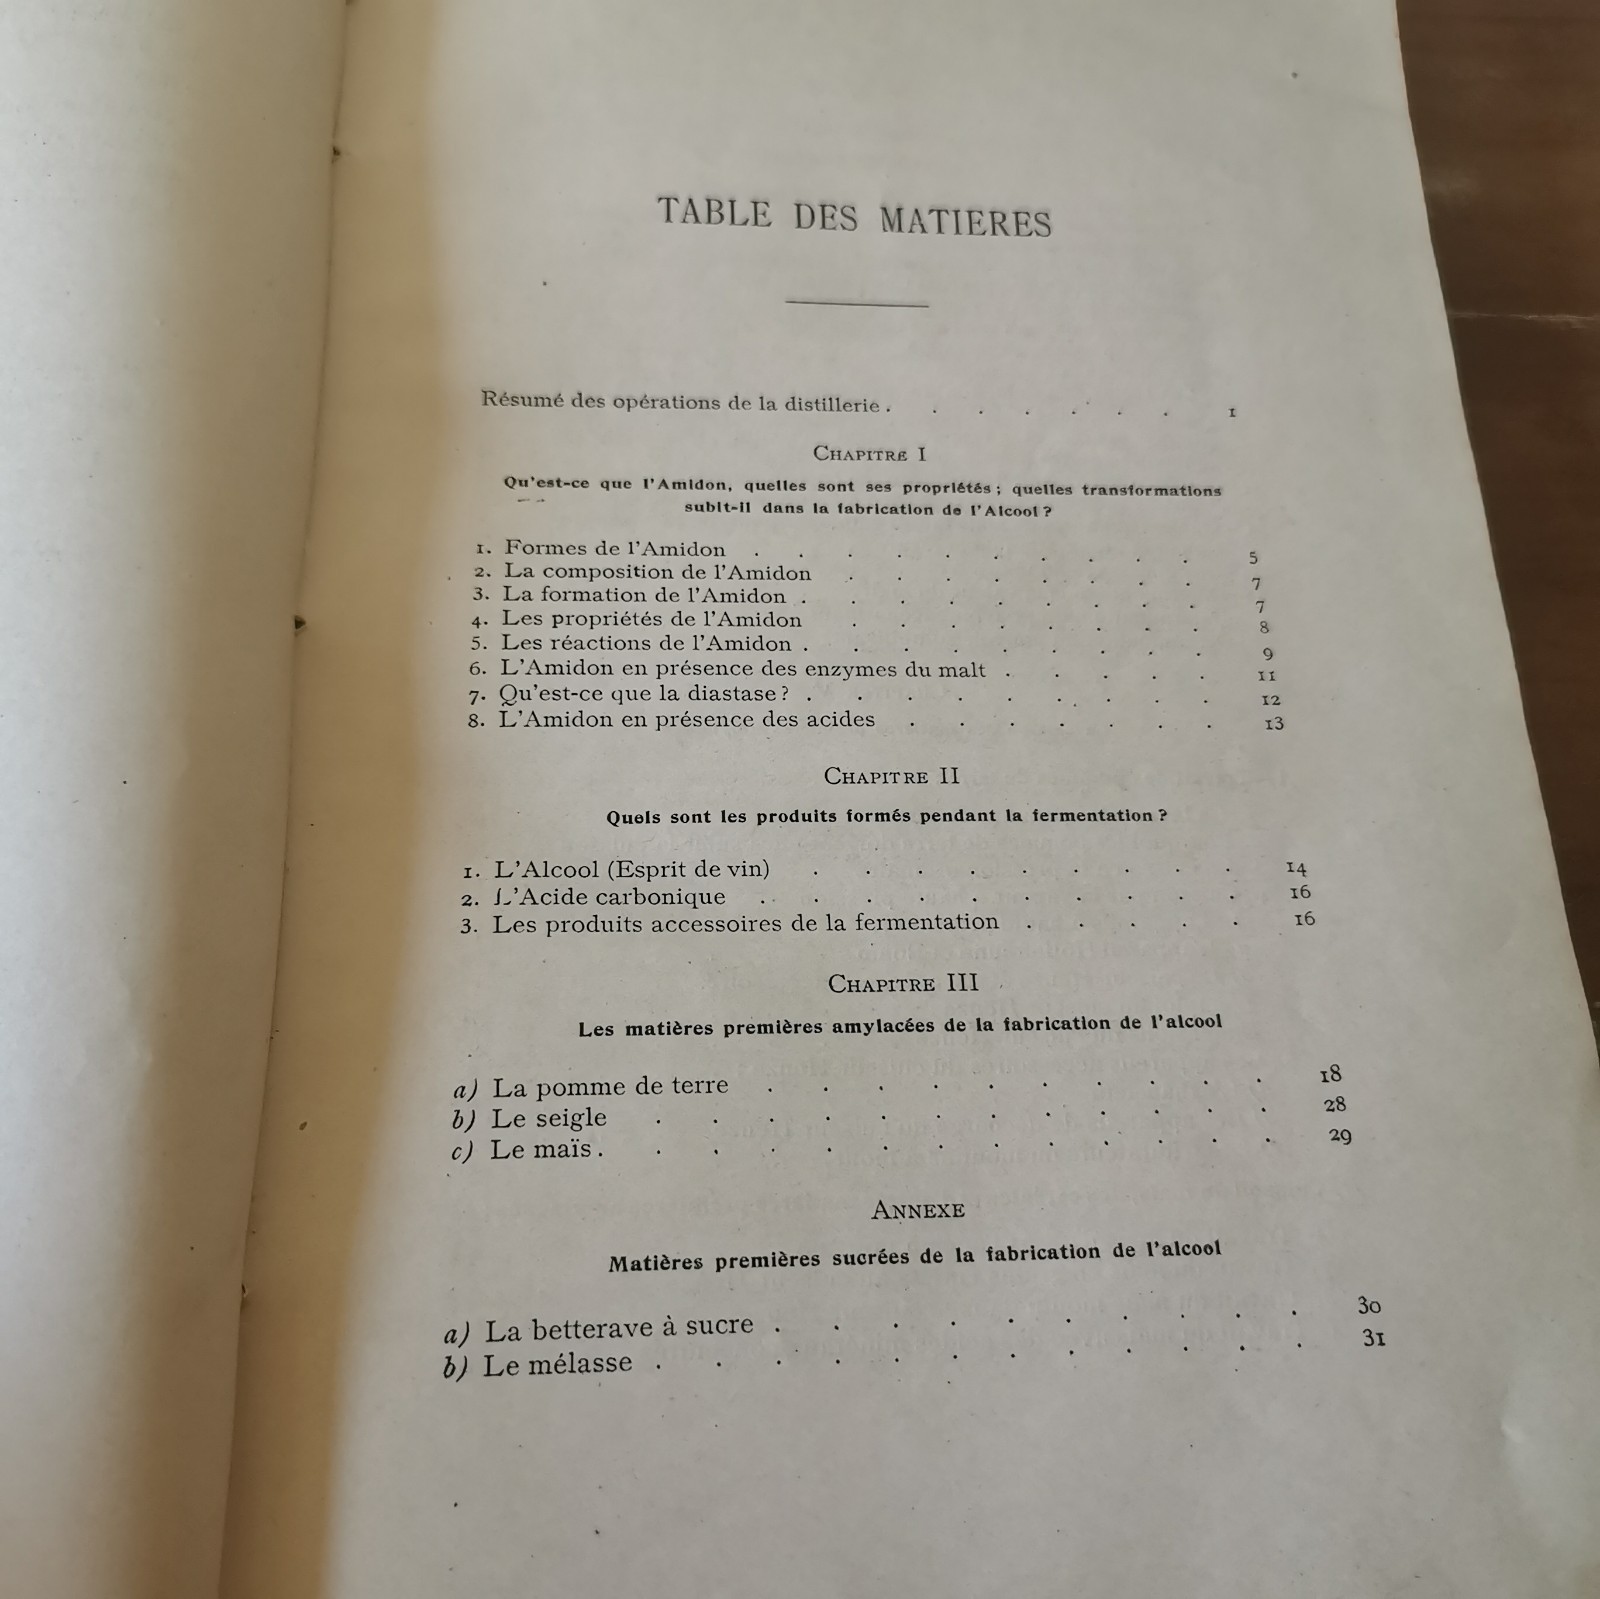 TABLE DES MATIERES
Résumé des opérations de la distillerie . . . . . . . 1
CHAPITRE I
Qu'est-ce que l'Amidon, quelles sont ses propriétés ; quelles transformations
subit-il dans la fabrication de l'Alcool ?
1. Formes de l'Amidon . . . . . . . . . . 5
2. La composition de l'Amidon . . . . . . . . 7
3. La formation de l'Amidon . . . . . . . . . 7
4. Les propriétés de l'Amidon . . . . . . . . 8
5. Les réactions de l'Amidon . . . . . . . . . 9
6. L'Amidon en présence des enzymes du malt . . . . . 11
7. Qu'est-ce que la diastase ? . . . . . . . . . 12
8. L'Amidon en présence des acides . . . . . . . 13
CHAPITRE II
Quels sont les produits formés pendant la fermentation ?
1. L'Alcool (Esprit de vin) . . . . . . . . . 14
2. L'Acide carbonique . . . . . . . . . . 16
3. Les produits accessoires de la fermentation . . . . . 16
CHAPITRE III
Les matières premières amylacées de la fabrication de l'alcool
a) La pomme de terre . . . . . . . . . . 18
b) Le seigle . . . . . . . . . . . . 28
c) Le maïs . . . . . . . . . . . . . 29
ANNEXE
Matières premières sucrées de la fabrication de l'alcool
a) La betterave à sucre . . . . . . . . . . 30
b) Le mélasse . . . . . . . . . . . . 31